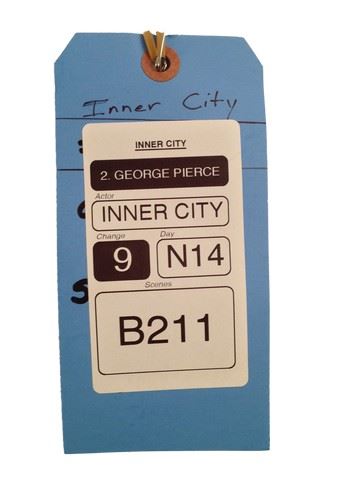 Inner City
INNER CITY
2. GEORGE PIERCE
Actor
INNER CITY
Change Day
9 N14
Scenes
B211